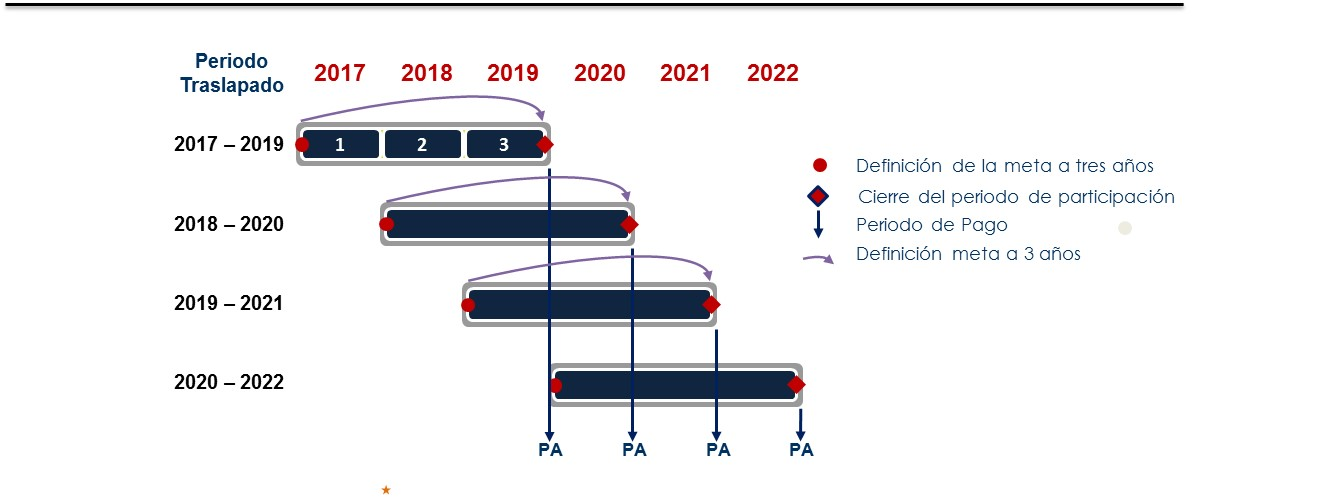 Periodo
Traslapado
2017 2018 2019 2020 2021 2022
2017 – 2019 1 2 3
2018 – 2020
2019 – 2021
2020 – 2022
Definición de la meta a tres años
Cierre del periodo de participación
Periodo de Pago
Definición meta a 3 años
PA PA PA PA